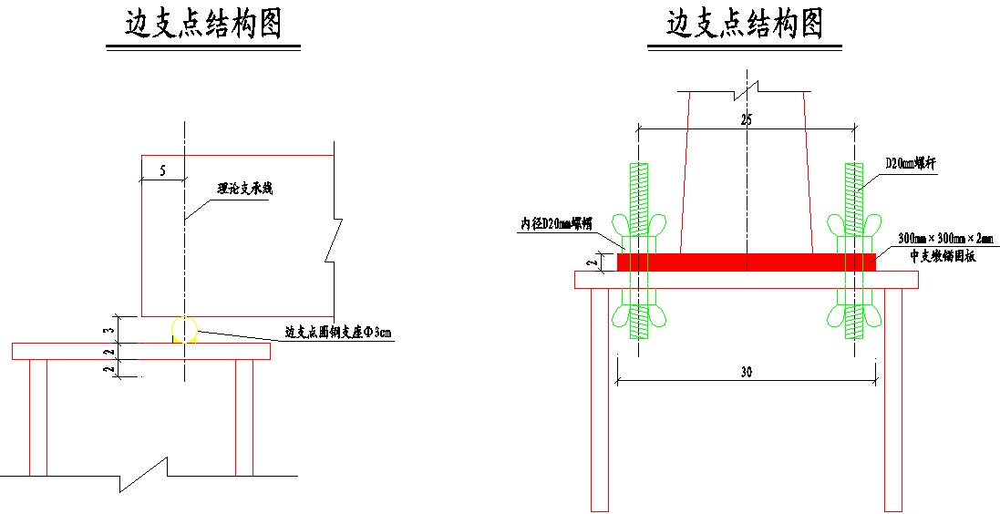 边支点结构图
边支点结构图
25
5
D20mm螺杆
理论支承线
内径D20mm螺帽
300mm×300mm×2mm
中支墩锚固板
2
3
边支点圆钢支座Φ3cm
2
2
30